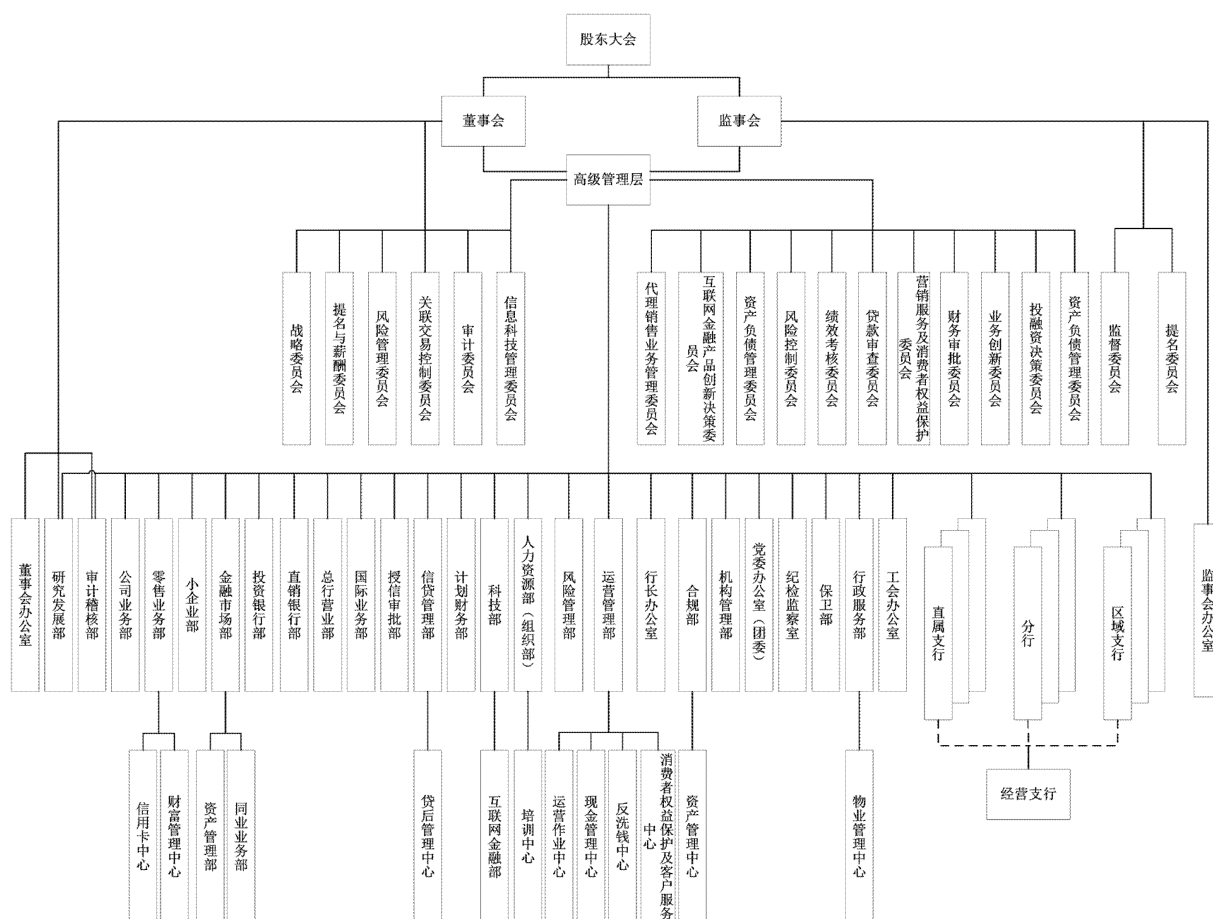 股东大会
董事会
监事会
高级管理层
战略委员会
提名与薪酬委员会
风险管理委员会
关联交易控制委员会
审计委员会
信息科技管理委员会
代理销售业务管理委员会
互联网金融产品创新决策委
员会
资产负债管理委员会
风险控制委员会
绩效考核委员会
贷款审查委员会
营销服务及消费者权益保护
委员会
财务审批委员会
业务创新委员会
投融资决策委员会
资产负债管理委员会
监督委员会
提名委员会
董事会办公室
研究发展部
审计稽核部
公司业务部
零售业务部
小企业部
金融市场部
投资银行部
直销银行部
总行营业部
国际业务部
授信审批部
信贷管理部
计划财务部
科技部
人力资源部（组织部）
风险管理部
运营管理部
行长办公室
合规部
机构管理部
党委办公室（团委）
纪检监察室
保卫部
行政服务部
工会办公室
直属支行
分行
区域支行
监事会办公室
信用卡中心
财富管理中心
资产管理部
同业业务部
贷后管理中心
互联网金融部
培训中心
运营作业中心
现金管理中心
反洗钱中心
消费者权益保护及客户服务
中心
资产管理中心
物业管理中心
经营支行